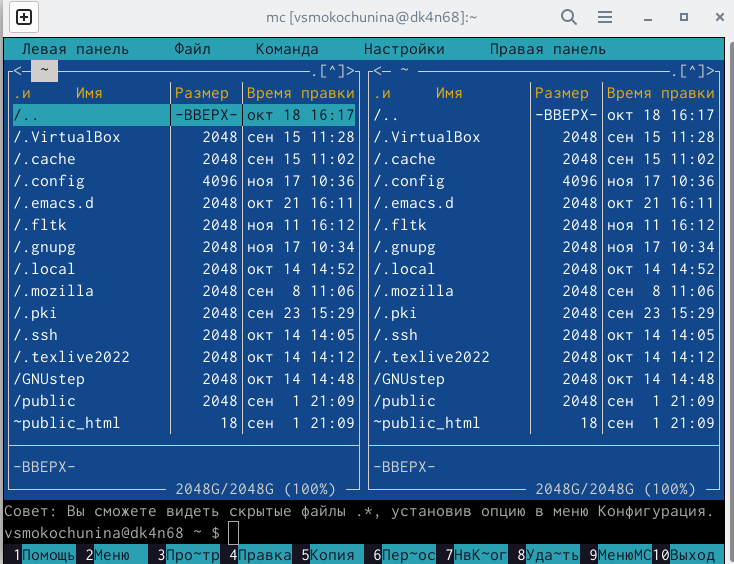 mc [vsmokochunina@dk4n68]:~
Левая панель Файл Команда Настройки Правая панель
<─ ~ .[^]> <─ ~ .[^]>
.и Имя Размер Время правки .и Имя Размер Время правки
/.. -ВВЕРХ- окт 18 16:17 /.. -ВВЕРХ- окт 18 16:17
/.VirtualBox 2048 сен 15 11:28 /.VirtualBox 2048 сен 15 11:28
/.cache 2048 сен 15 11:02 /.cache 2048 сен 15 11:02
/.config 4096 ноя 17 10:36 /.config 4096 ноя 17 10:36
/.emacs.d 2048 окт 21 16:11 /.emacs.d 2048 окт 21 16:11
/.fltk 2048 ноя 11 16:12 /.fltk 2048 ноя 11 16:12
/.gnupg 2048 ноя 17 10:34 /.gnupg 2048 ноя 17 10:34
/.local 2048 окт 14 14:52 /.local 2048 окт 14 14:52
/.mozilla 2048 сен 8 11:06 /.mozilla 2048 сен 8 11:06
/.pki 2048 сен 23 15:29 /.pki 2048 сен 23 15:29
/.ssh 2048 окт 14 14:05 /.ssh 2048 окт 14 14:05
/.texlive2022 2048 окт 14 14:12 /.texlive2022 2048 окт 14 14:12
/GNUstep 2048 окт 14 14:48 /GNUstep 2048 окт 14 14:48
/public 2048 сен 1 21:09 /public 2048 сен 1 21:09
~public_html 18 сен 1 21:09 ~public_html 18 сен 1 21:09
-ВВЕРХ- -ВВЕРХ-
2048G/2048G (100%) 2048G/2048G (100%)
Совет: Вы сможете видеть скрытые файлы .*, установив опцию в меню Конфигурация.
vsmokochunina@dk4n68 ~ $
1Помощь 2Меню 3Про~тр 4Правка 5Копия 6Пер~ос 7НвК~ог 8Уда~ть 9МенюMC 10Выход